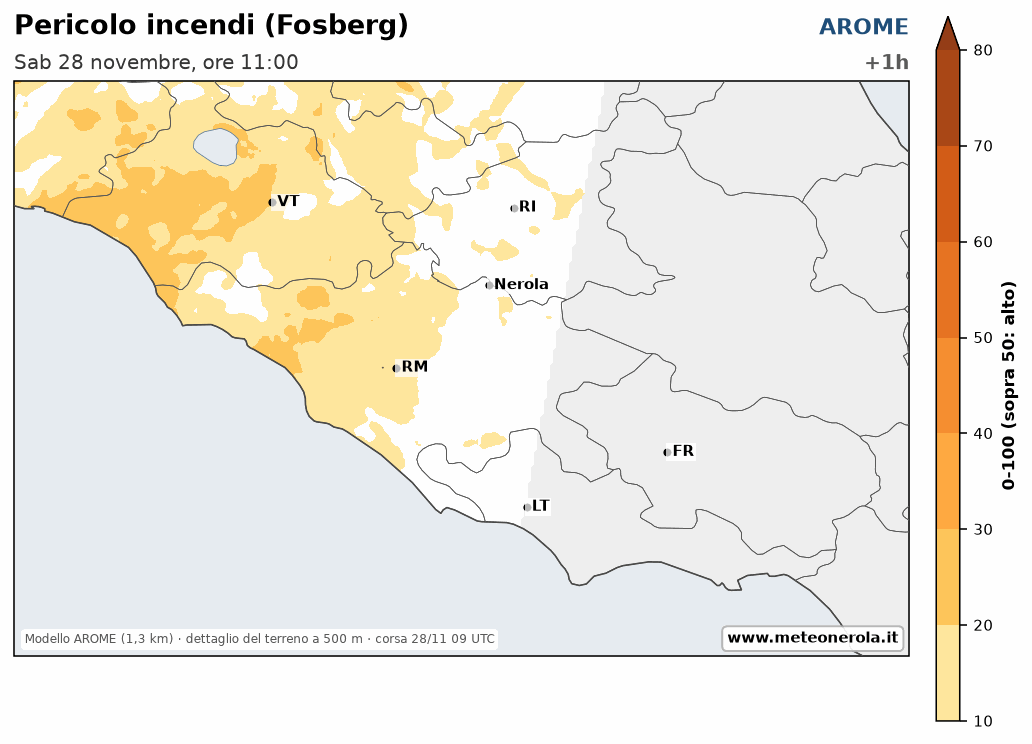 Pericolo incendi (Fosberg)
AROME
Sab 28 novembre, ore 11:00
+1h
80
70
60
50
40
30
20
10
0-100 (sopra 50: alto)
VT
RI
Nerola
RM
FR
LT
Modello AROME (1,3 km) · dettaglio del terreno a 500 m · corsa 28/11 09 UTC
www.meteonerola.it